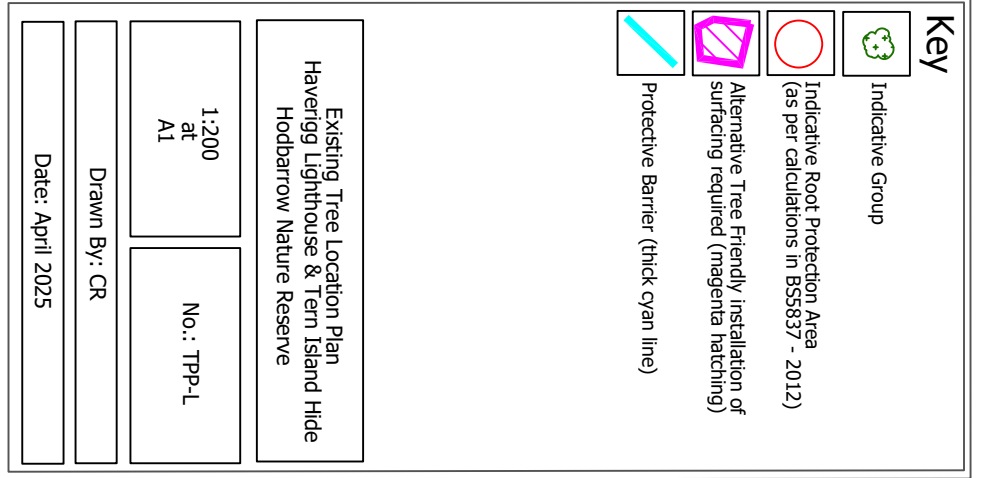 Key
Indicative Group
Indicative Root Protection Area
(as per calculations in BS5837 - 2012)
Alternative Tree Friendly installation of
surfacing required (magenta hatching)
Protective Barrier (thick cyan line)
Existing Tree Location Plan
Haverigg Lighthouse & Tern Island Hide
Hodbarrow Nature Reserve
1:200
at
A1
No.: TPP-L
Drawn By: CR
Date: April 2025